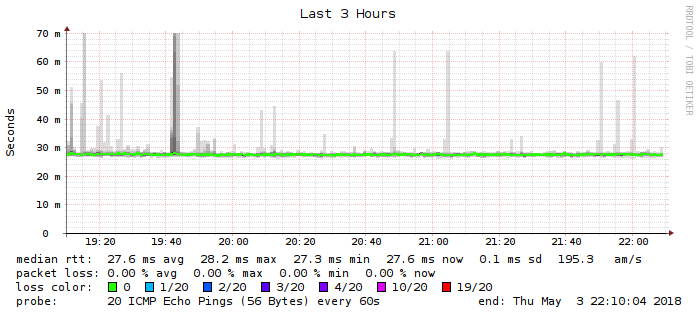 Last 3 Hours
RRDTOOL / TOBI OETIKER
Seconds
70 m
60 m
50 m
40 m
30 m
20 m
10 m
0
19:20 19:40 20:00 20:20 20:40 21:00 21:20 21:40 22:00
median rtt: 27.6 ms avg 28.2 ms max 27.3 ms min 27.6 ms now 0.1 ms sd 195.3 am/s
packet loss: 0.00 % avg 0.00 % max 0.00 % min 0.00 % now
loss color: 0 1/20 2/20 3/20 4/20 10/20 19/20
probe: 20 ICMP Echo Pings (56 Bytes) every 60s end: Thu May 3 22:10:04 2018